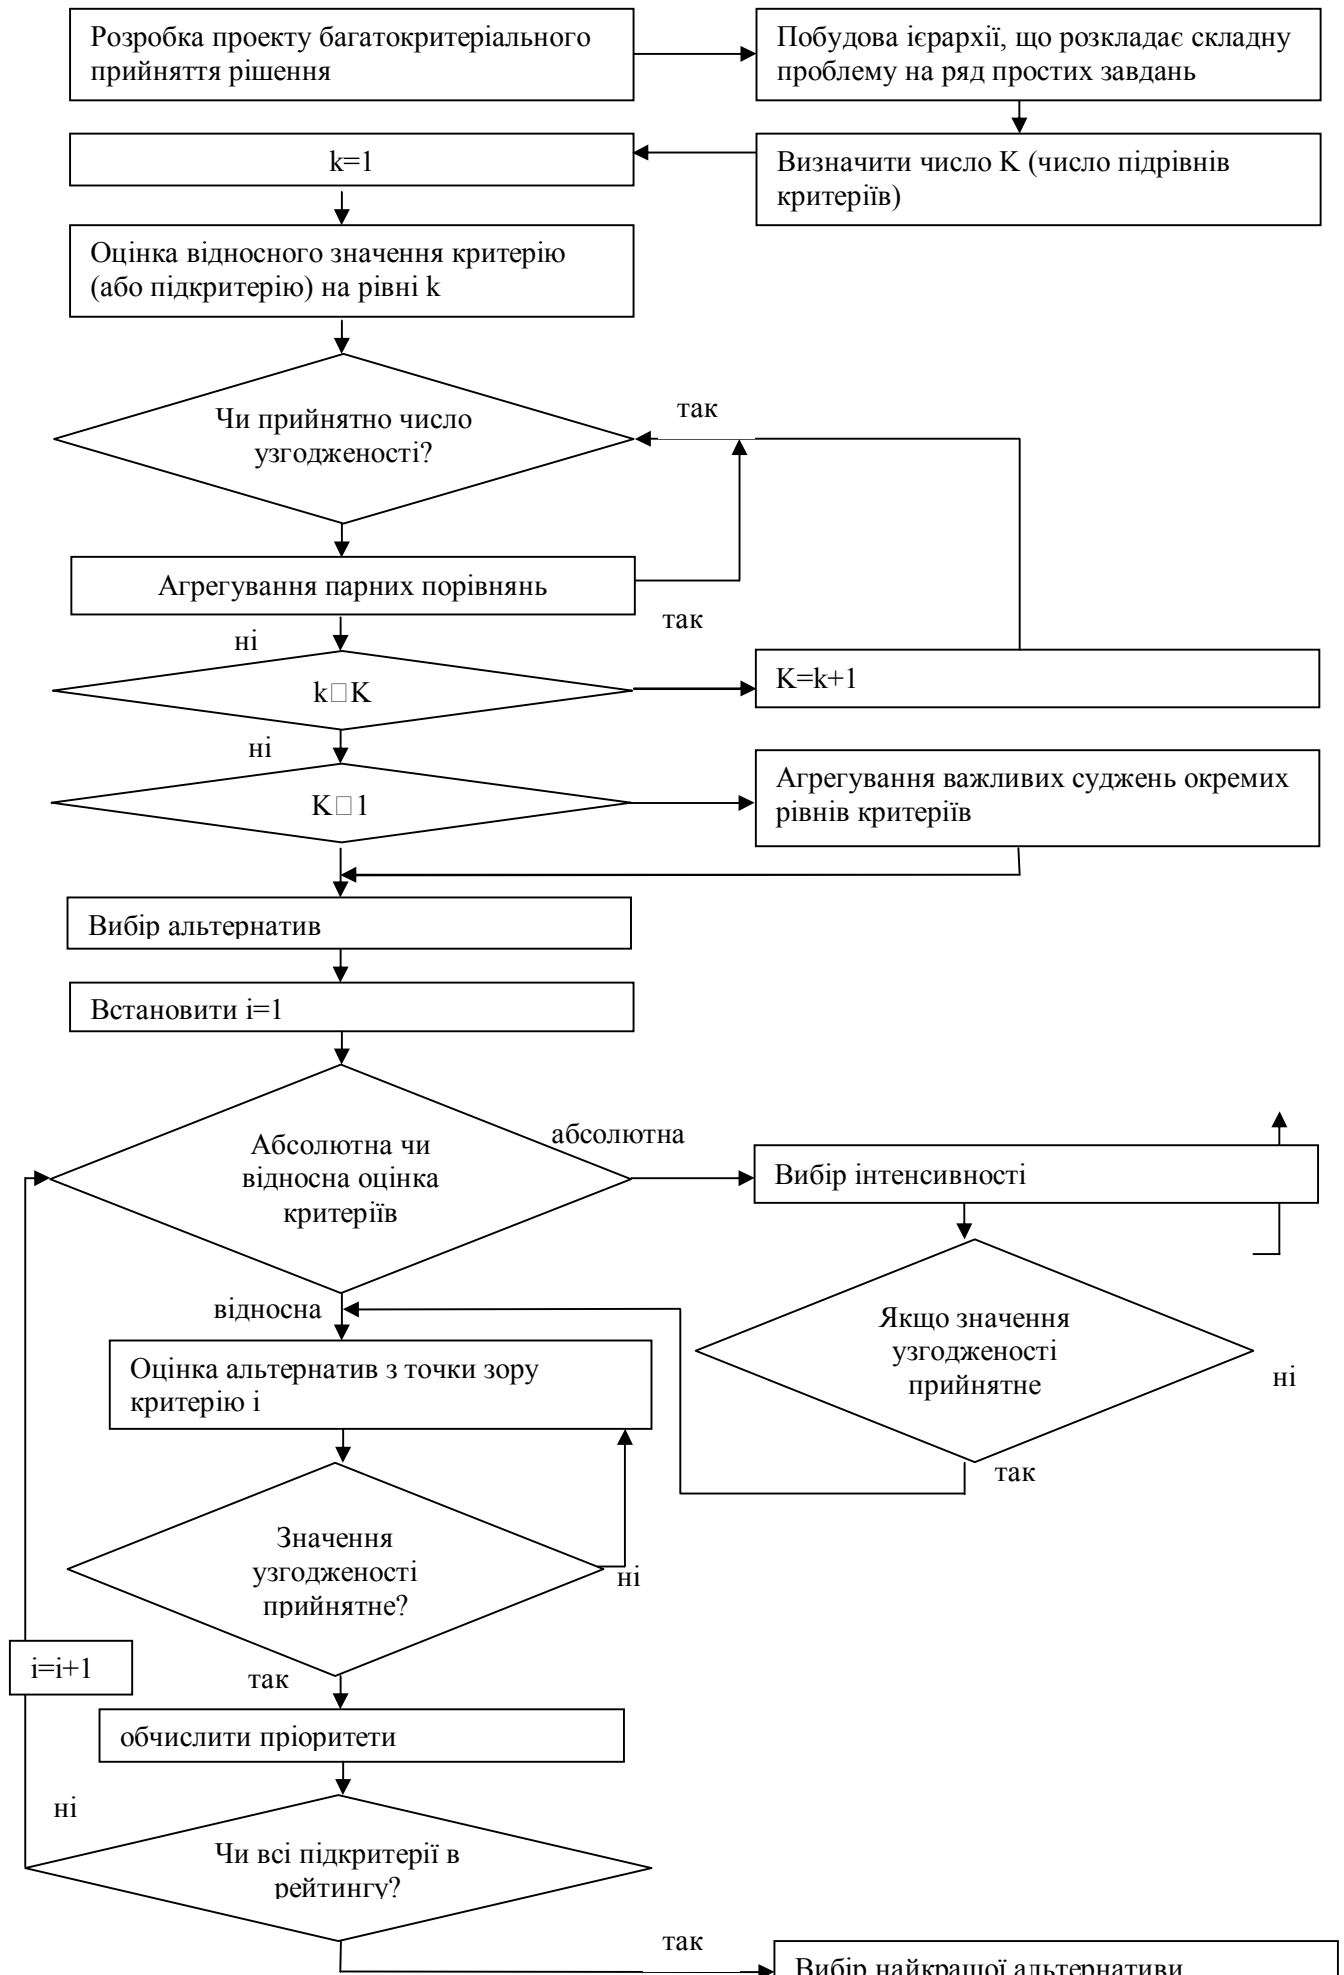 Розробка проекту багатокритеріального
прийняття рішення
Побудова ієрархії, що розкладає складну
проблему на ряд простих завдань
k=1
Визначити число K (число підрівнів
критеріїв)
Оцінка відносного значення критерію
(або підкритерію) на рівні k
Чи прийнятно число
узгодженості?
так
Агрегування парних порівнянь
так
ні
k□K
K=k+1
ні
K□1
Агрегування важливих суджень окремих
рівнів критеріїв
Вибір альтернатив
Встановити i=1
Абсолютна чи
відносна оцінка
критеріїв
абсолютна
Вибір інтенсивності
відносна
Якщо значення
узгодженості
прийнятне
ні
так
Оцінка альтернатив з точки зору
критерію і
Значення
узгодженості
прийнятне?
ні
i=i+1
так
обчислити пріоритети
ні
Чи всі підкритерії в
рейтингу?
так
Вибір найкращої альтернативи